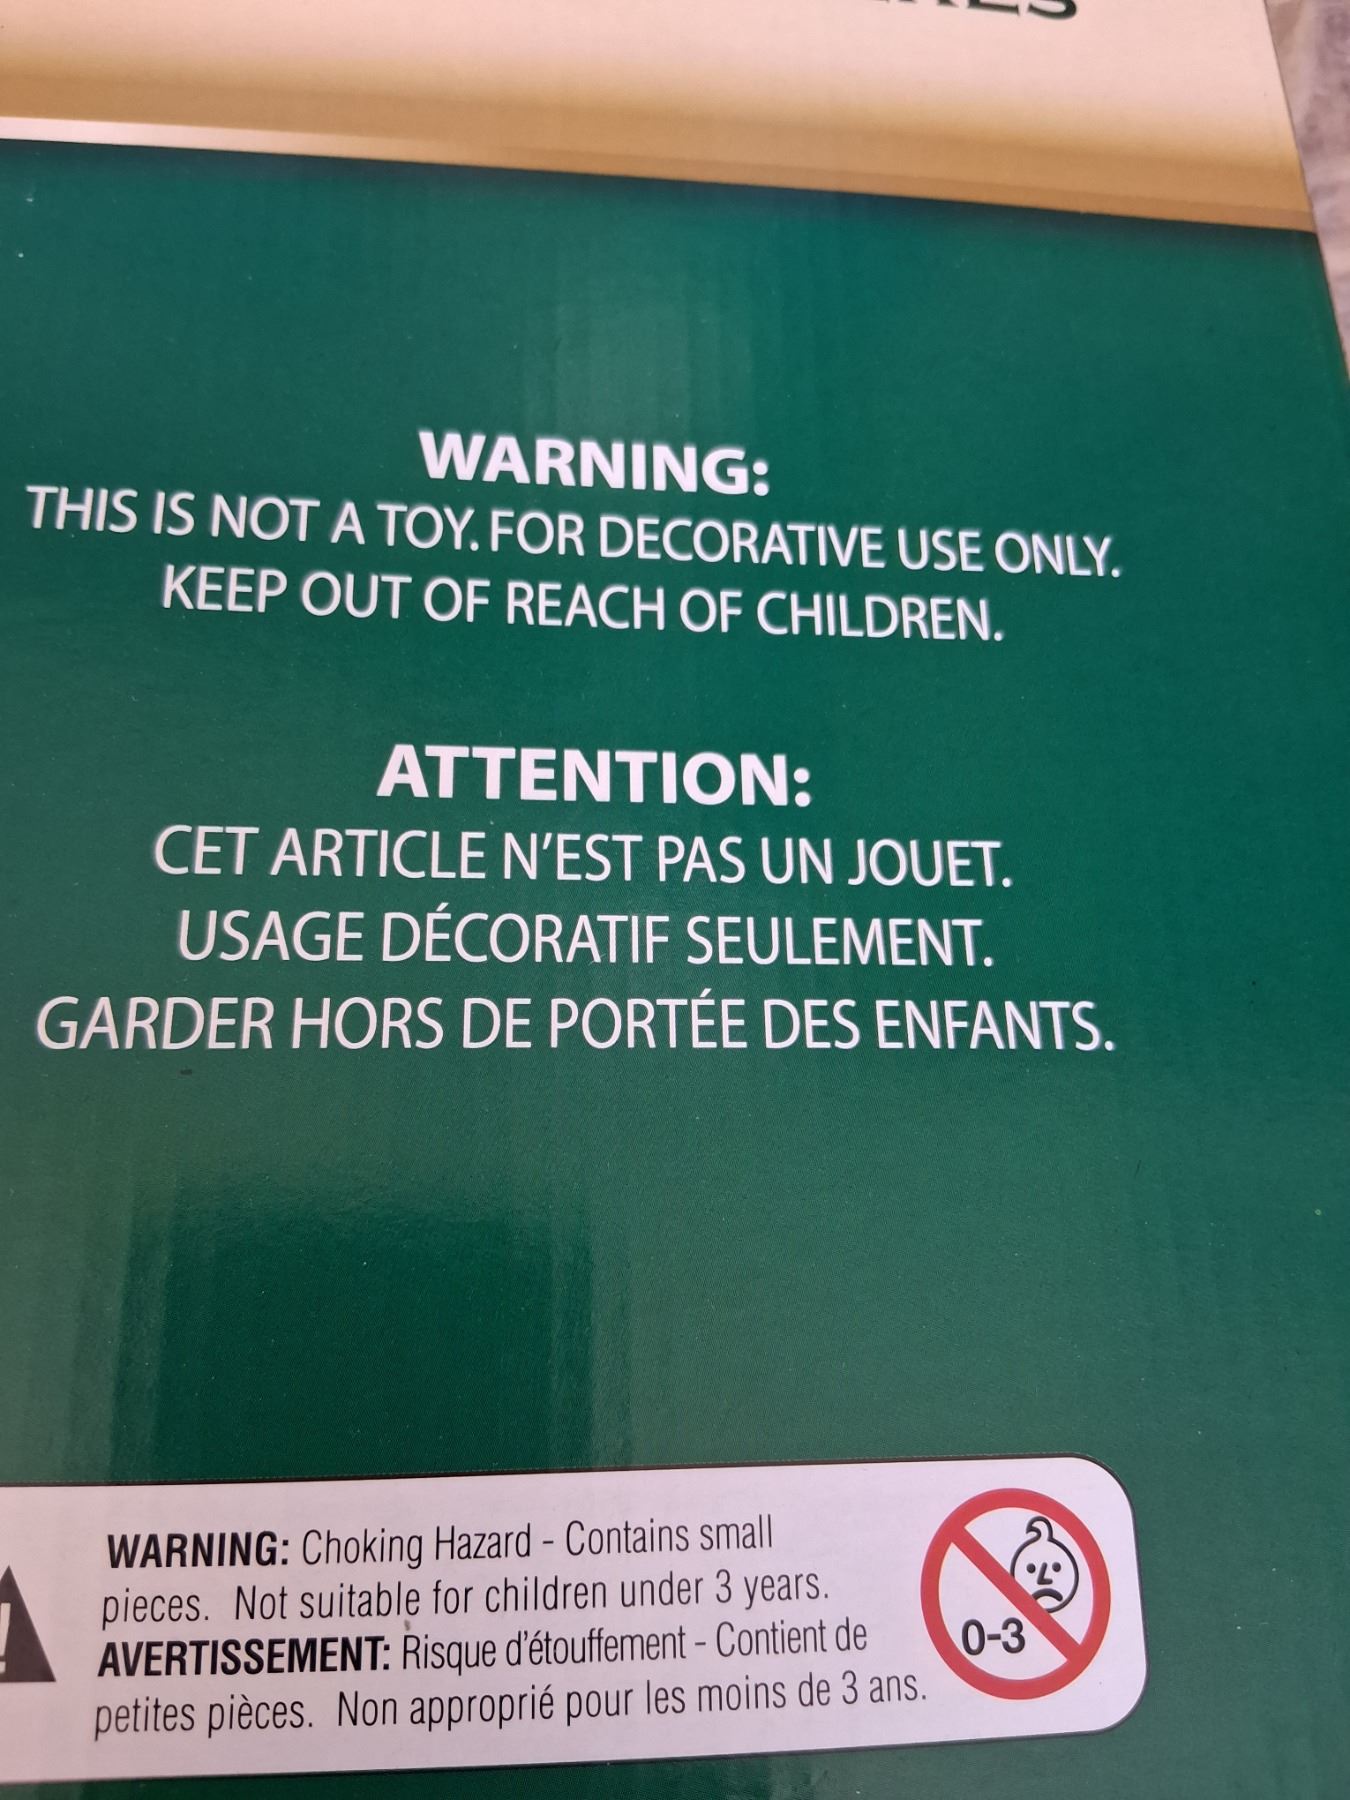 WARNING:
THIS IS NOT A TOY. FOR DECORATIVE USE ONLY.
KEEP OUT OF REACH OF CHILDREN.
ATTENTION:
CET ARTICLE N'EST PAS UN JOUET.
USAGE DÉCORATIF SEULEMENT.
GARDER HORS DE PORTÉE DES ENFANTS.
WARNING: Choking Hazard - Contains small
pieces. Not suitable for children under 3 years.
AVERTISSEMENT: Risque d'étouffement - Contient de
petites pièces. Non approprié pour les moins de 3 ans.
0-3